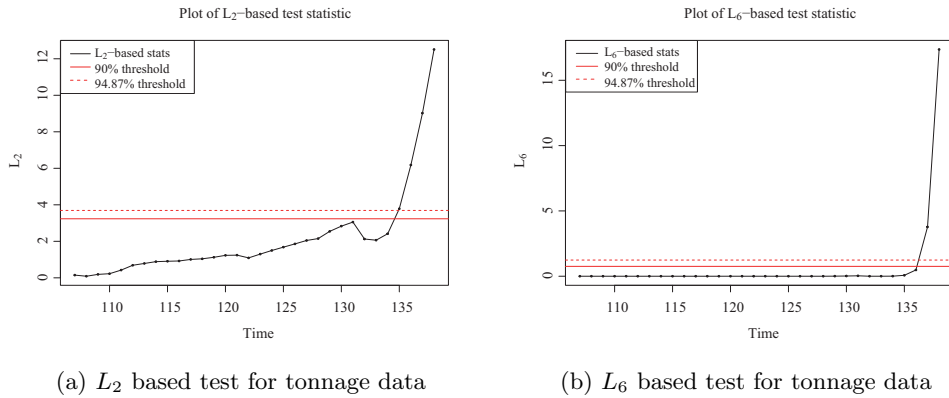 Plot of L2−based test statistic
L2−based stats
90% threshold
94.87% threshold
L2
12
10
8
6
4
2
0
110 115 120 125 130 135
Time
(a) L2 based test for tonnage data
Plot of L6−based test statistic
L6−based stats
90% threshold
94.87% threshold
L6
15
10
5
0
110 115 120 125 130 135
Time
(b) L6 based test for tonnage data